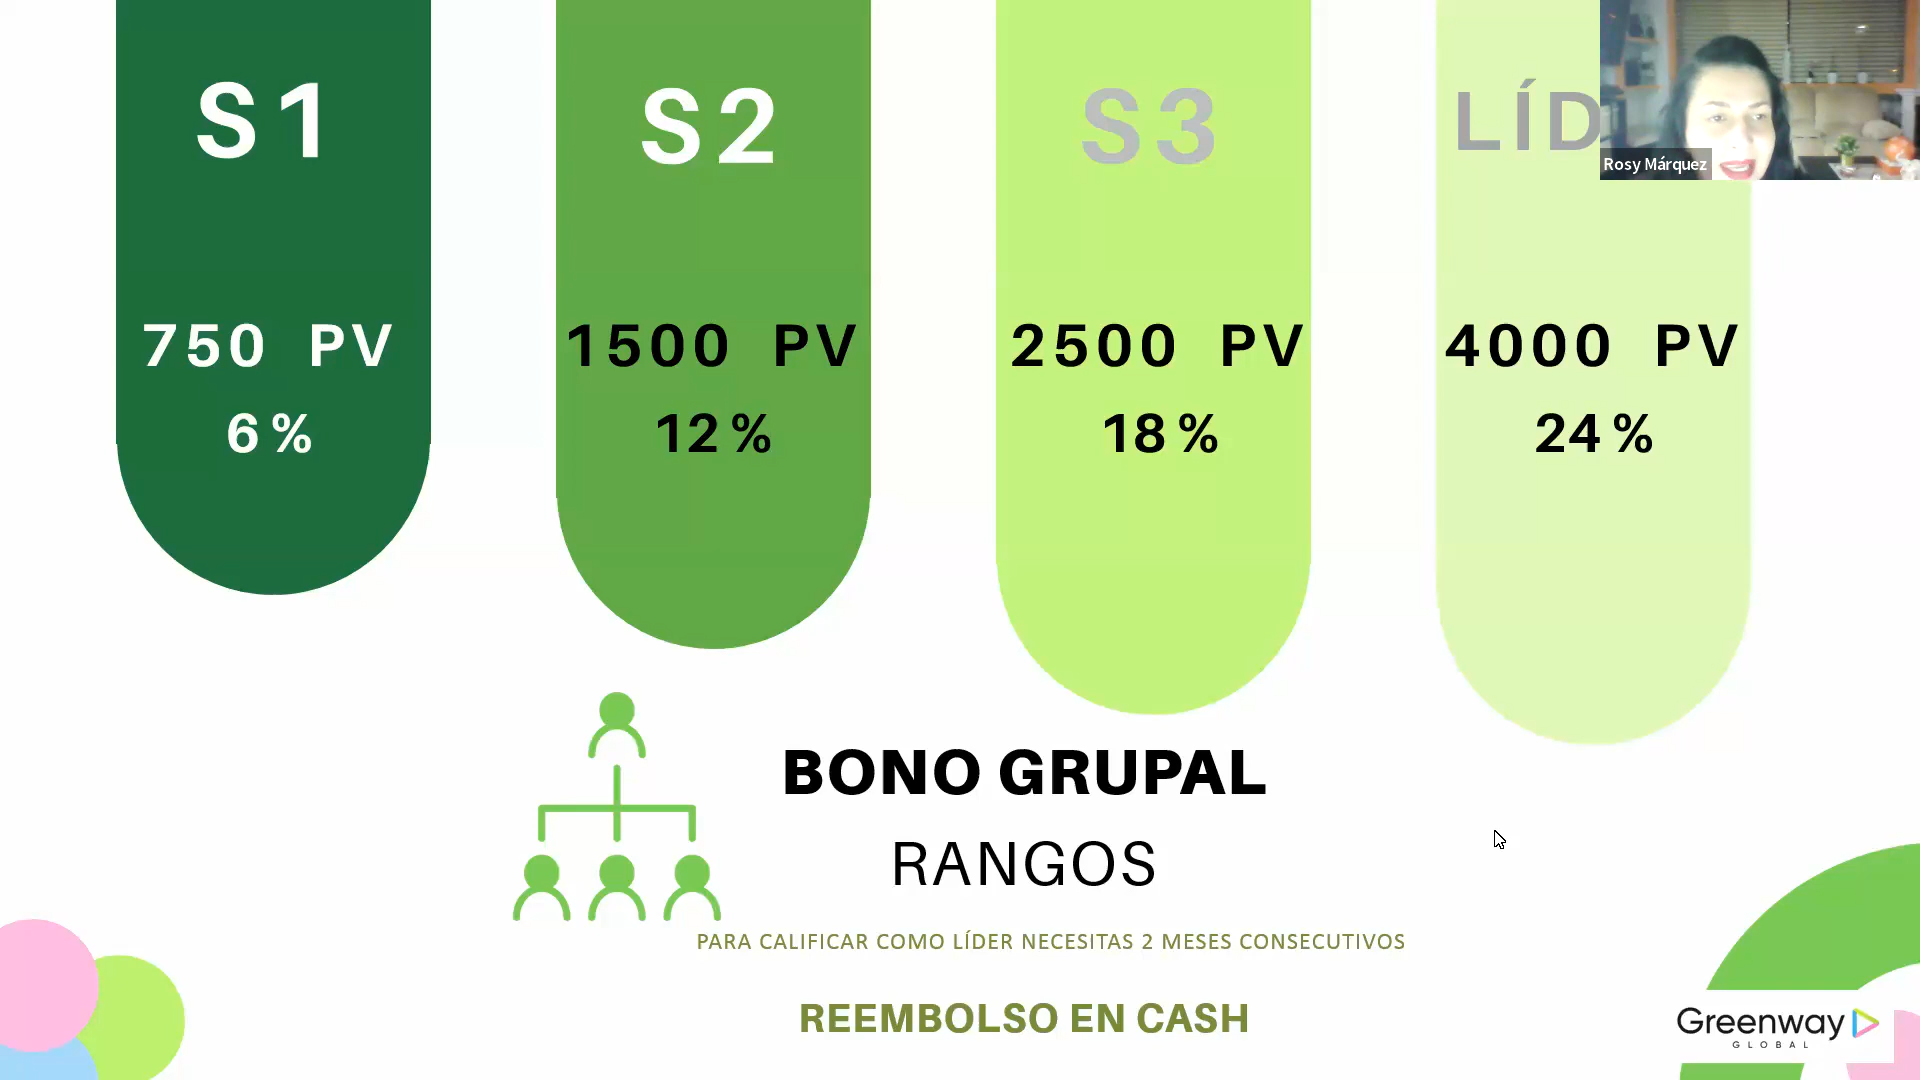 S1
S2
S3
LÍD
Rosy Márquez
750 PV
1500 PV
2500 PV
4000 PV
6%
12%
18%
24%
BONO GRUPAL
RANGOS
PARA CALIFICAR COMO LÍDER NECESITAS 2 MESES CONSECUTIVOS
REEMBOLSO EN CASH
Greenway
GLOBAL